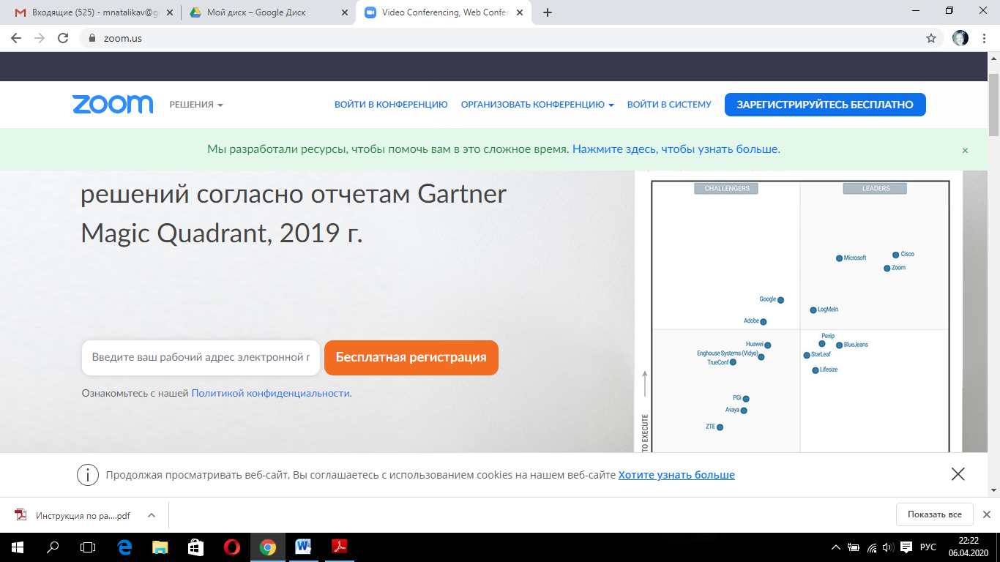 Входящие (525) - mnatalikav@g
Мой диск – Google Диск
Video Conferencing, Web Confer
zoom.us
zoom
РЕШЕНИЯ
ВОЙТИ В КОНФЕРЕНЦИЮ
ОРГАНИЗОВАТЬ КОНФЕРЕНЦИЮ
ВОЙТИ В СИСТЕМУ
ЗАРЕГИСТРИРУЙТЕСЬ БЕСПЛАТНО
Мы разработали ресурсы, чтобы помочь вам в это сложное время. Нажмите здесь, чтобы узнать больше.
решений согласно отчетам Gartner
Magic Quadrant, 2019 г.
Введите ваш рабочий адрес электронной г
Бесплатная регистрация
Ознакомьтесь с нашей Политикой конфиденциальности.
CHALLENGERS
LEADERS
Cisco
Microsoft
Zoom
Google
LogMeIn
Adobe
Pexip
Huawei
BlueJeans
Enghouse Systems (Vidyo)
StarLeaf
TrueConf
Lifesize
PGi
Avaya
ZTE
TO EXECUTE
Продолжая просматривать веб-сайт, Вы соглашаетесь с использованием cookies на нашем веб-сайте Хотите узнать больше
Инструкция по ра....pdf
Показать все
РУС
22:22
06.04.2020